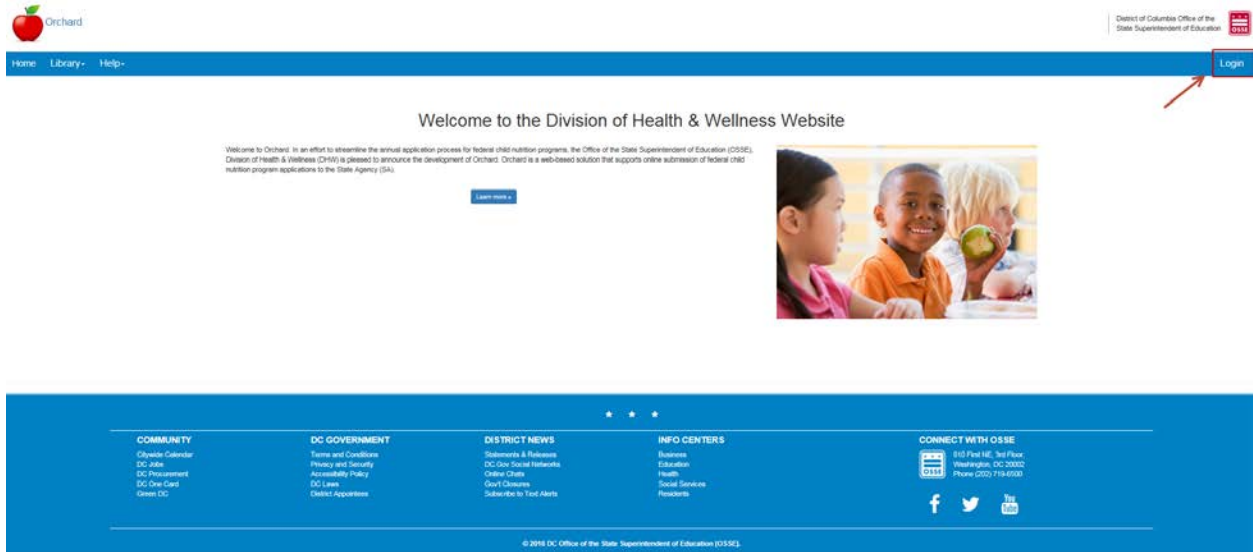 Orchard
District of Columbia Office of the
State Superintendent of Education
OSSE
Home Library Help
Login
Welcome to the Division of Health & Wellness Website
Welcome to Orchard. In an effort to streamline the annual application process for federal child nutrition programs, the Office of the State Superintendent of Education (OSSE),
Division of Health & Wellness (DHW) is pleased to announce the development of Orchard. Orchard is a web-based solution that supports online submission of federal child
nutrition program applications to the State Agency (SA).
Learn more »
COMMUNITY
Citywide Calendar
DC Jobs
DC Procurement
DC One Card
Green DC
DC GOVERNMENT
Terms and Conditions
Privacy and Security
Accessibility Policy
DC Laws
District Appointees
DISTRICT NEWS
Statements & Releases
DC.Gov Social Networks
Online Chats
Gov't Closures
Subscribe to Text Alerts
INFO CENTERS
Business
Education
Health
Social Services
Residents
CONNECT WITH OSSE
OSSE
810 First NE, 3rd Floor,
Washington, DC 20002
Phone (202) 719-6500
You
Tube
© 2016 DC Office of the State Superintendent of Education (OSSE).